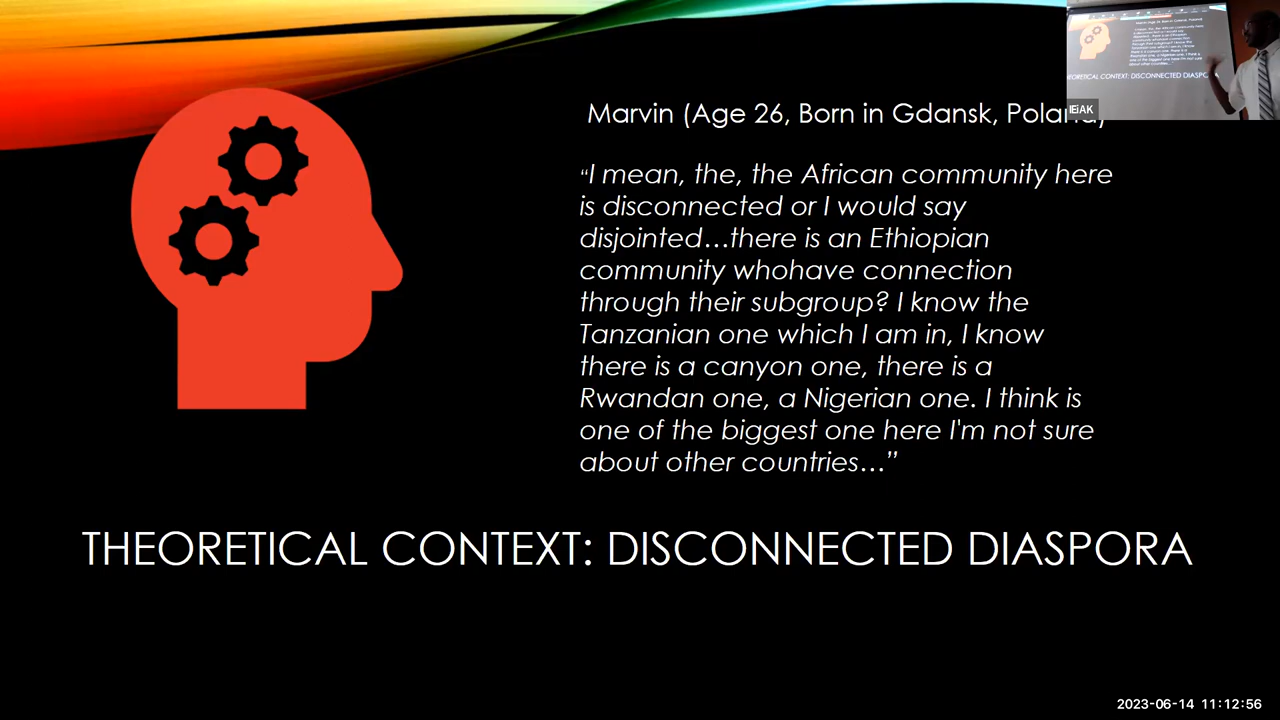 Marvin (Age 26, Born in Gdansk, Poland)
“I mean, the, the African community here
is disconnected or I would say
disjointed…there is an Ethiopian
community whohave connection
through their subgroup? I know the
Tanzanian one which I am in, I know
there is a canyon one, there is a
Rwandan one, a Nigerian one. I think is
one of the biggest one here I'm not sure
about other countries…”
THEORETICAL CONTEXT: DISCONNECTED DIASPORA
IEiAK
2023-06-14 11:12:56